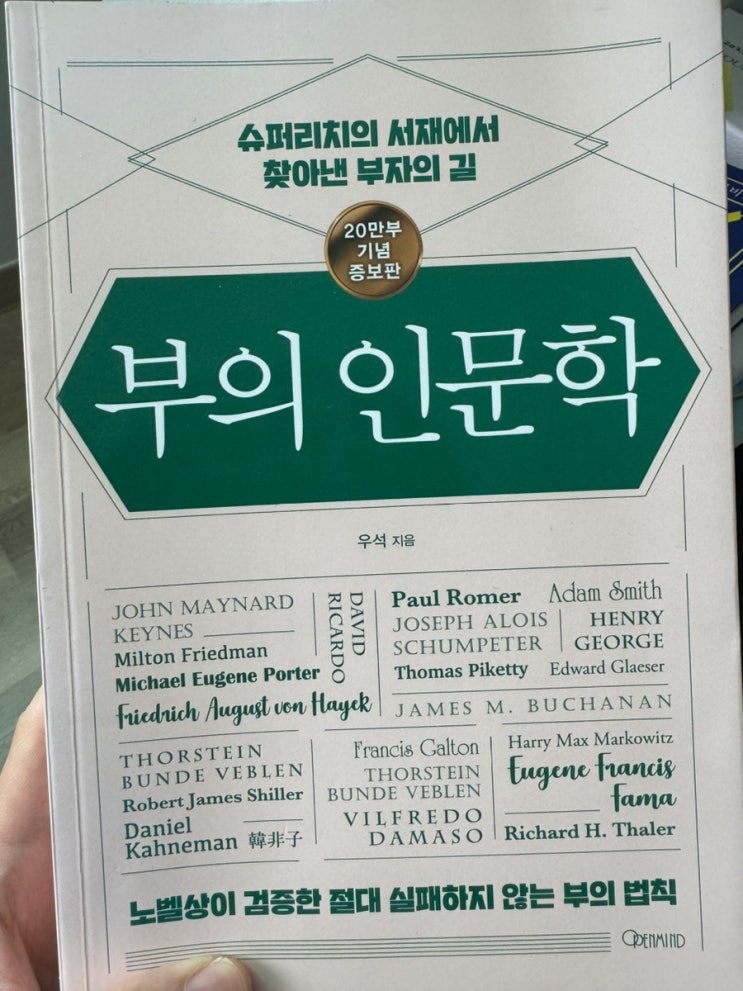 슈퍼리치의 서재에서
찾아낸 부자의 길
20만부
기념
증보판
부의 인문학
우석 지음
JOHN MAYNARD
KEYNES
Milton Friedman
Michael Eugene Porter
Friedrich August von Hayek
DAVID
RICARDO
Paul Romer
Adam Smith
JOSEPH ALOIS
SCHUMPETER
HENRY
GEORGE
Thomas Piketty
Edward Glaeser
JAMES M. BUCHANAN
THORSTEIN
BUNDE VEBLEN
Robert James Shiller
Daniel
Kahneman
韓非子
Francis Galton
THORSTEIN
BUNDE VEBLEN
VILFREDO
DAMASO
Harry Max Markowitz
Eugene Francis
Fama
Richard H. Thaler
노벨상이 검증한 절대 실패하지 않는 부의 법칙
OPENMIND